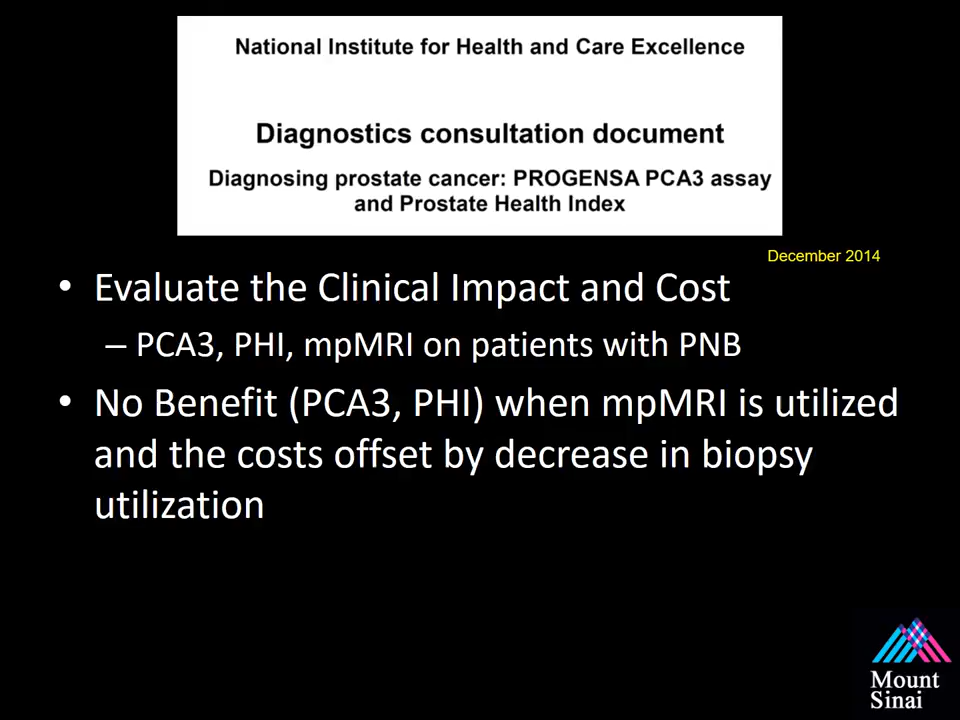 National Institute for Health and Care Excellence
Diagnostics consultation document
Diagnosing prostate cancer: PROGENSA PCA3 assay
and Prostate Health Index
December 2014
• Evaluate the Clinical Impact and Cost
– PCA3, PHI, mpMRI on patients with PNB
• No Benefit (PCA3, PHI) when mpMRI is utilized
and the costs offset by decrease in biopsy
utilization
Mount
Sinai